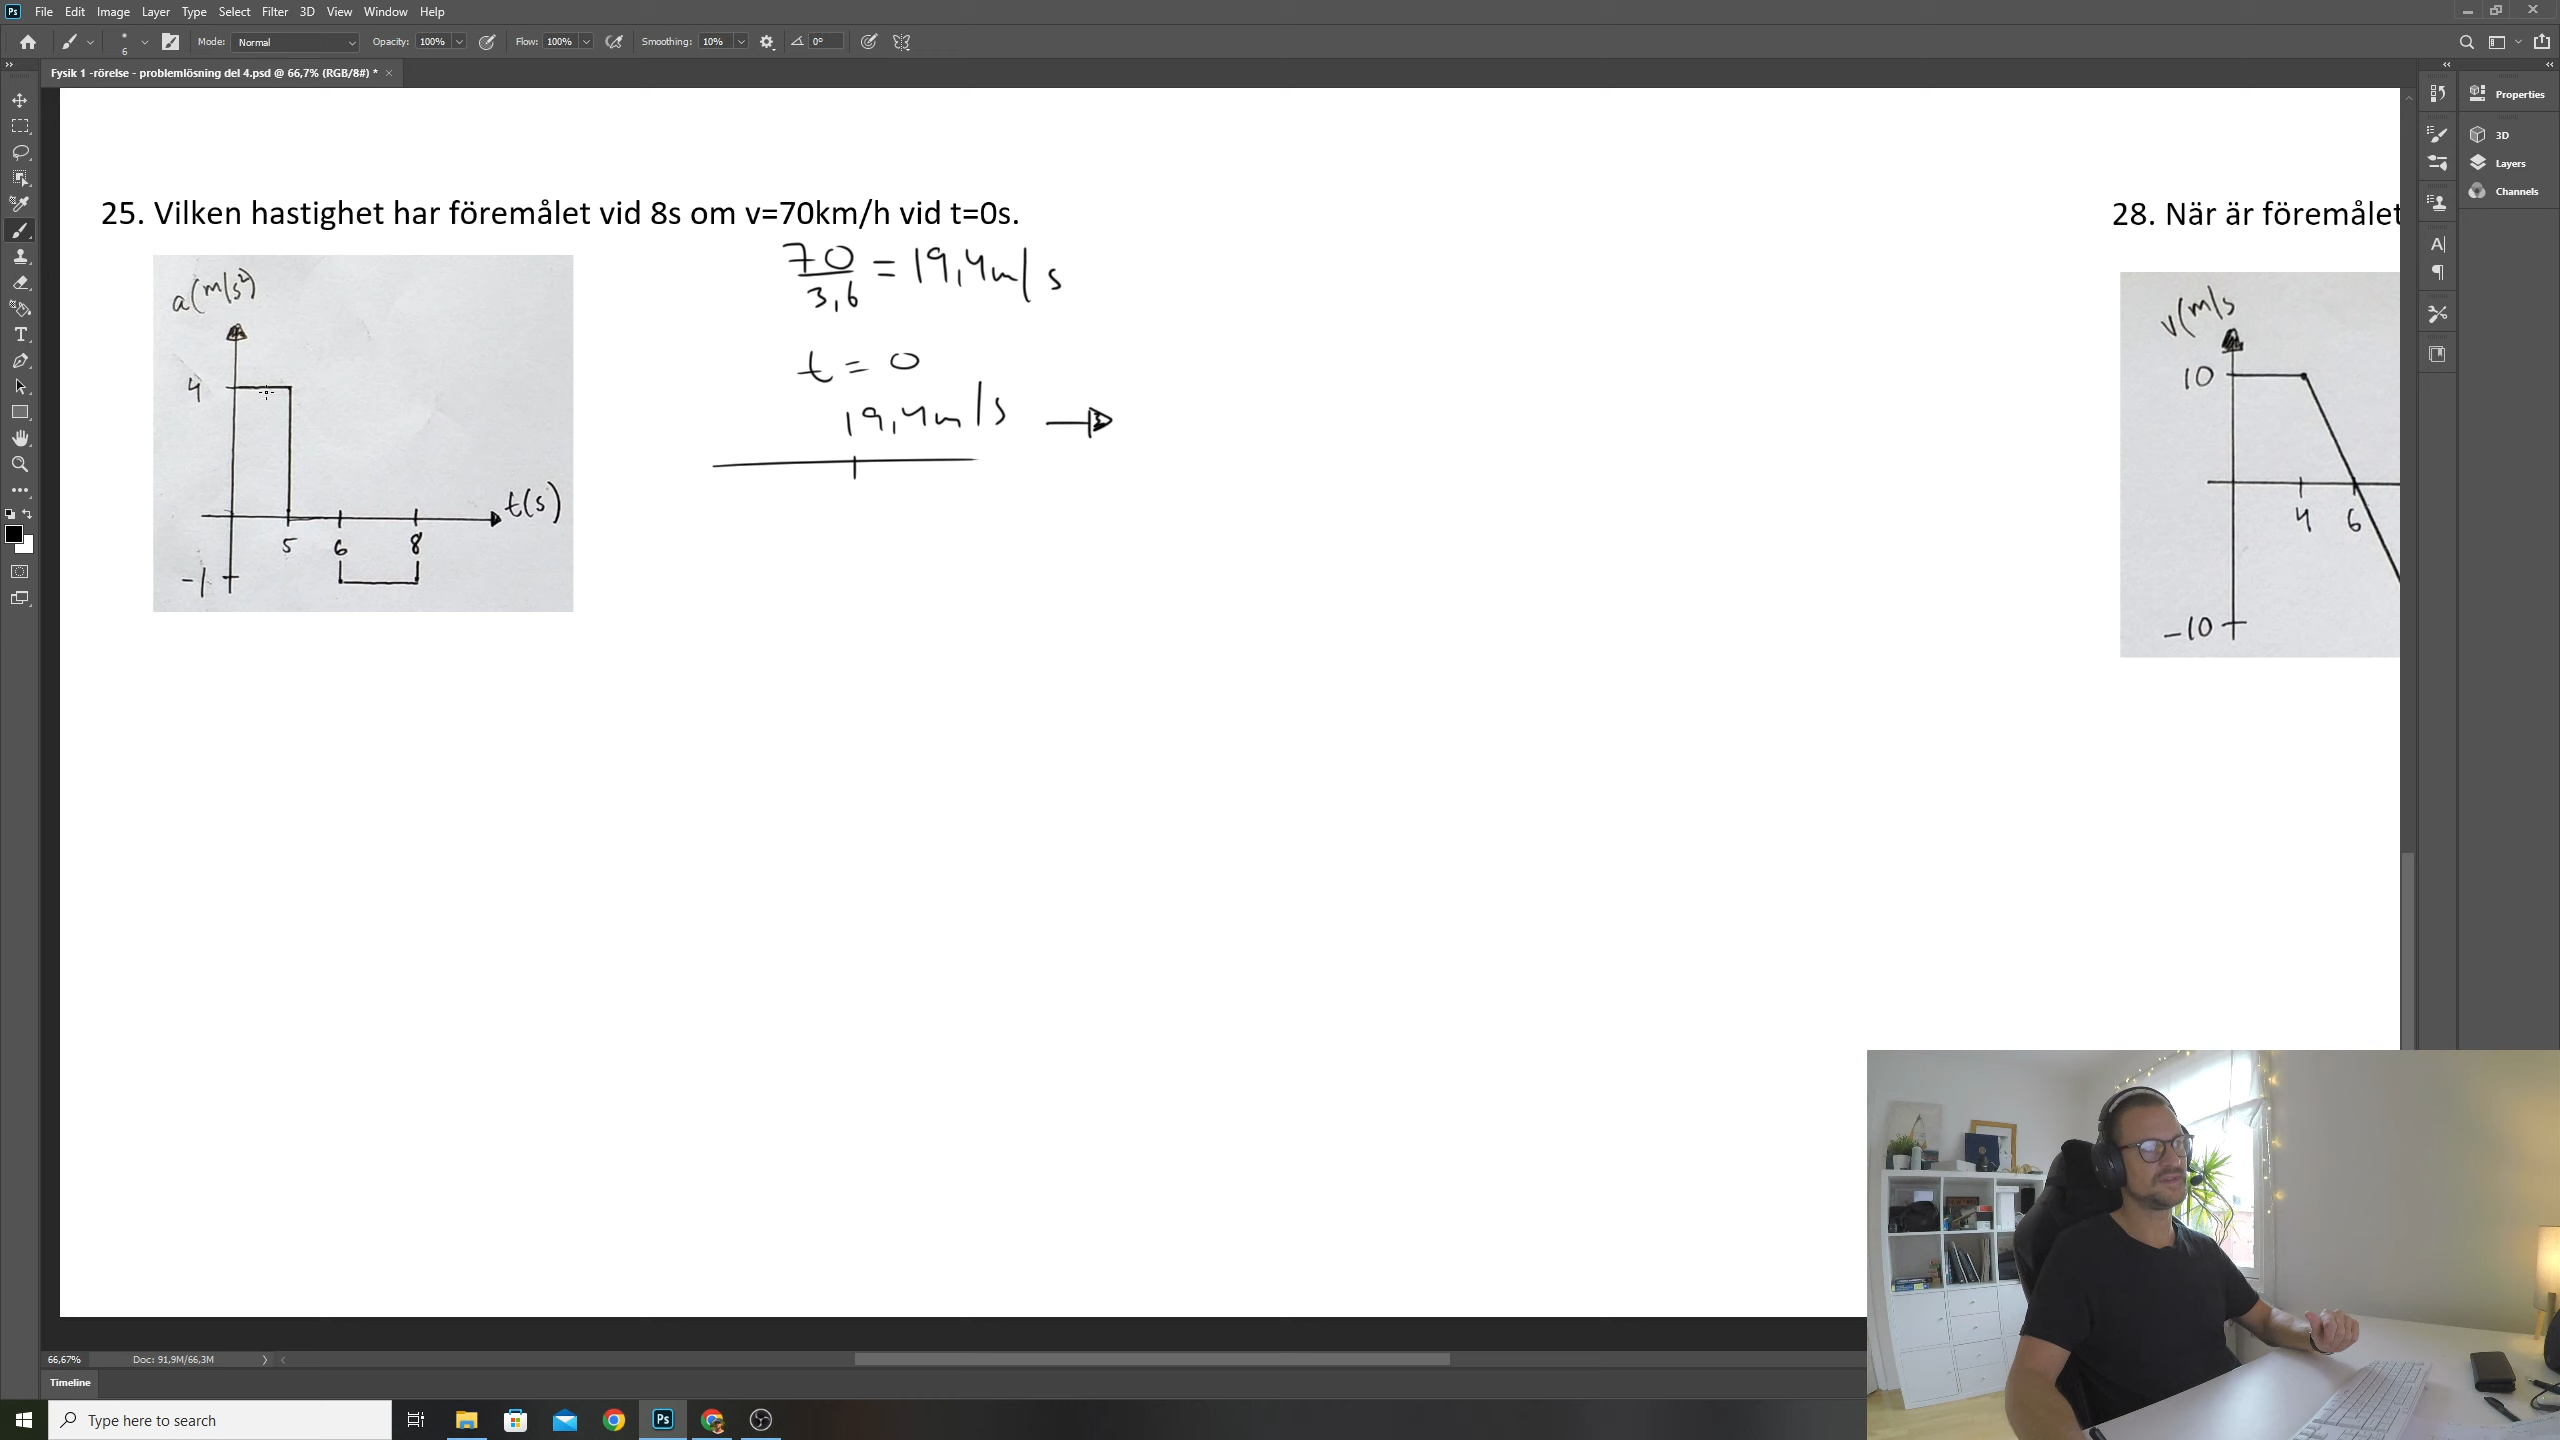 Ps File Edit Image Layer Type Select Filter 3D View Window Help
6 Mode: Normal Opacity: 100% Flow: 100% Smoothing: 10% 0°
Fysik 1 -rörelse - problemlösning del 4.psd @ 66,7% (RGB/8#) * ×
Properties
3D
Layers
Channels
25. Vilken hastighet har föremålet vid 8s om v=70km/h vid t=0s.
70
= 19,4m/s
3,6
t = 0
19,4m/s
a(m/s²)
4
t(s)
5 6 8
-1
28. När är föremålet
v(m/s
10
4 6
-10
66,67% Doc: 91,9M/66,3M
Timeline
Type here to search
Ps